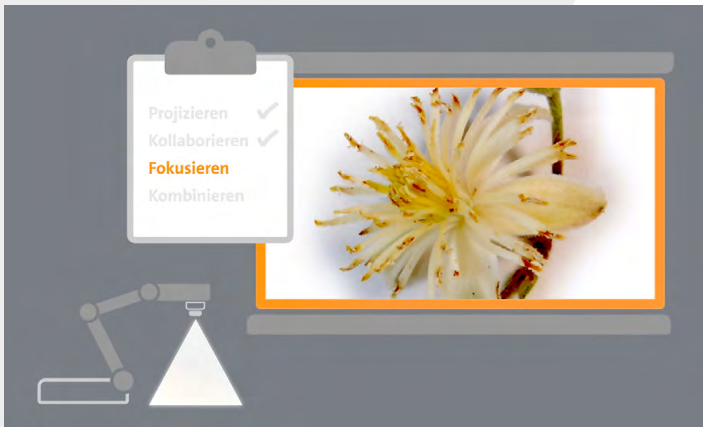 Projizieren ✔
Kollaborieren ✔
Fokusieren
Kombinieren